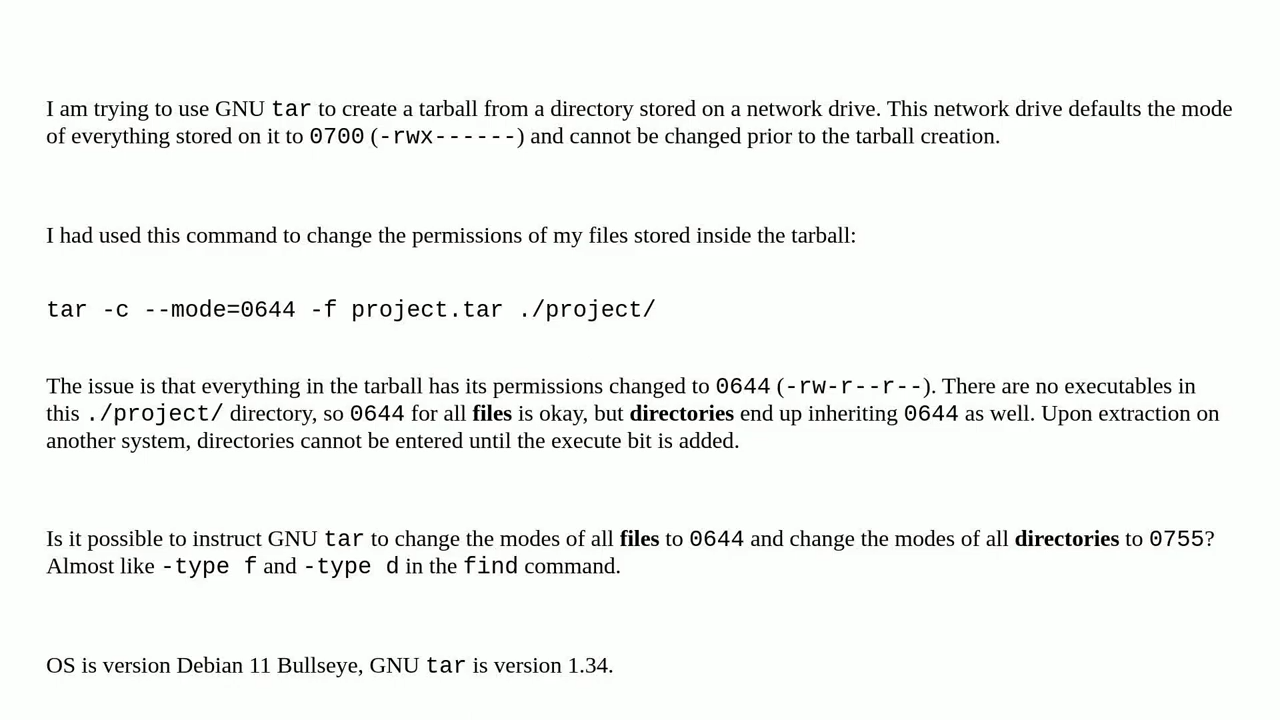 I am trying to use GNU tar to create a tarball from a directory stored on a network drive. This network drive defaults the mode
of everything stored on it to 0700 (-rwx------) and cannot be changed prior to the tarball creation.
I had used this command to change the permissions of my files stored inside the tarball:
tar -c --mode=0644 -f project.tar ./project/
The issue is that everything in the tarball has its permissions changed to 0644 (-rw-r--r--). There are no executables in
this ./project/ directory, so 0644 for all files is okay, but directories end up inheriting 0644 as well. Upon extraction on
another system, directories cannot be entered until the execute bit is added.
Is it possible to instruct GNU tar to change the modes of all files to 0644 and change the modes of all directories to 0755?
Almost like -type f and -type d in the find command.
OS is version Debian 11 Bullseye, GNU tar is version 1.34.